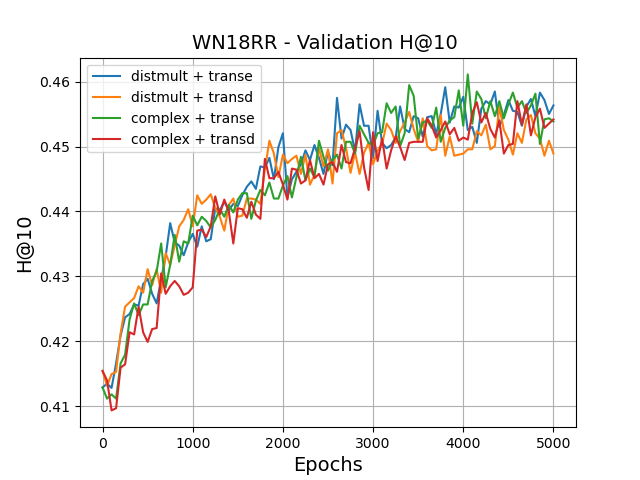 WN18RR - Validation H@10
distmult + transe
distmult + transd
complex + transe
complex + transd
H@10
0.46
0.45
0.44
0.43
0.42
0.41
0 1000 2000 3000 4000 5000
Epochs